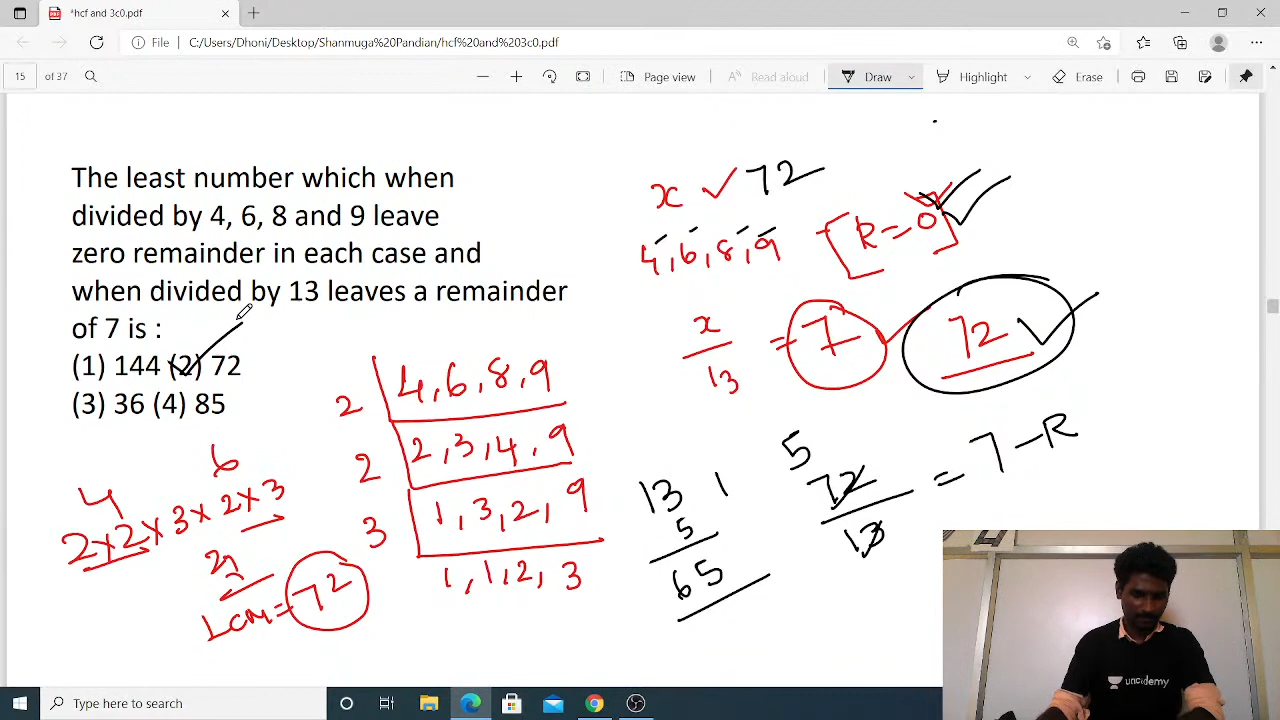 *hcf and 3c0.pdf
File
C:/Users/Dhoni/Desktop/Shanmuga%20Pandian/hcf%20and%203c0.pdf
15 of 37
Page view
Read aloud
Draw
Highlight
Erase
The least number which when
divided by 4, 6, 8 and 9 leave
zero remainder in each case and
when divided by 13 leaves a remainder
of 7 is :
(1) 144 (2) 72
(3) 36 (4) 85
x ✓ 72
4, 6, 8, 9 [R=0]
x/13 = 7
72
2 | 4, 6, 8, 9
2 | 2, 3, 4, 9
3 | 1, 3, 2, 9
1, 1, 2, 3
4 6
2×2×3×2×3
LCM = 72
13
5
65
5
72/13 = 7 – R
unacademy
Type here to search